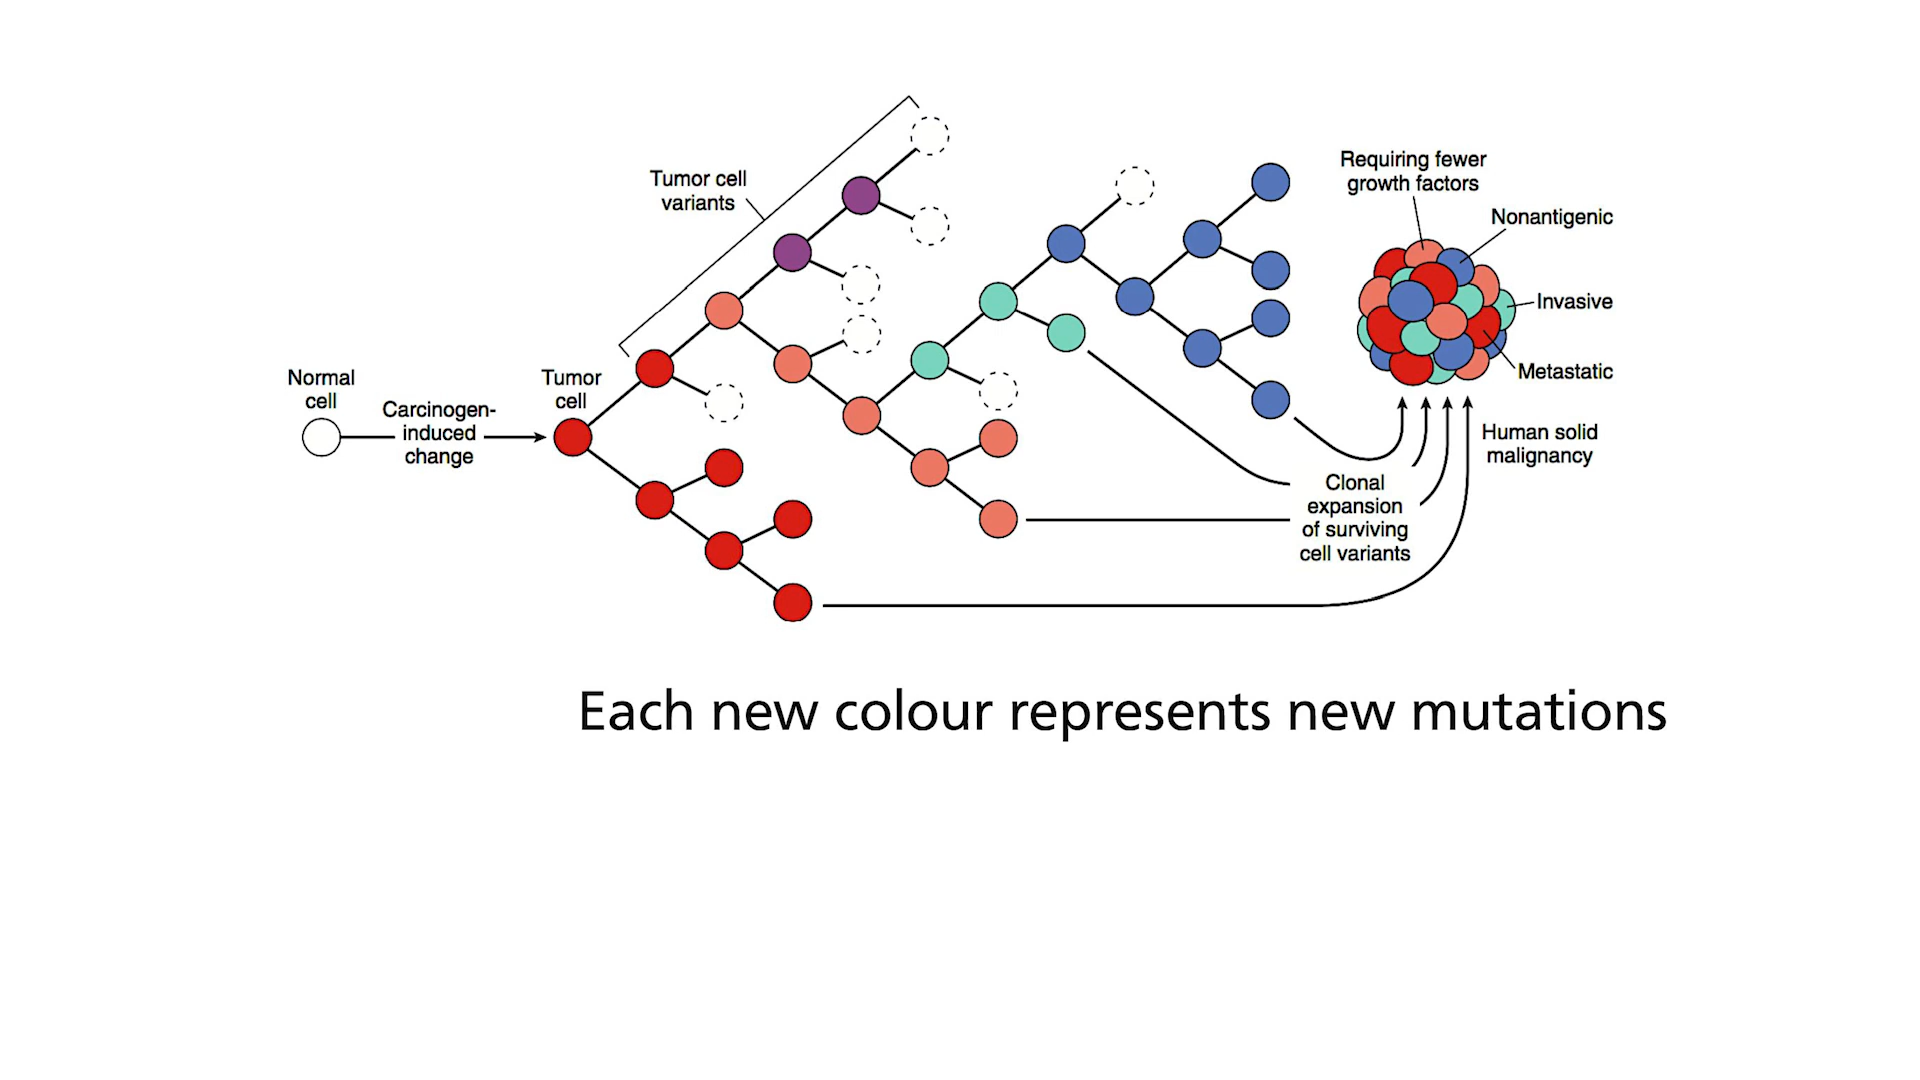 Normal
cell
Carcinogen-
induced
change
Tumor
cell
Tumor cell
variants
Requiring fewer
growth factors
Nonantigenic
Invasive
Metastatic
Human solid
malignancy
Clonal
expansion
of surviving
cell variants
Each new colour represents new mutations